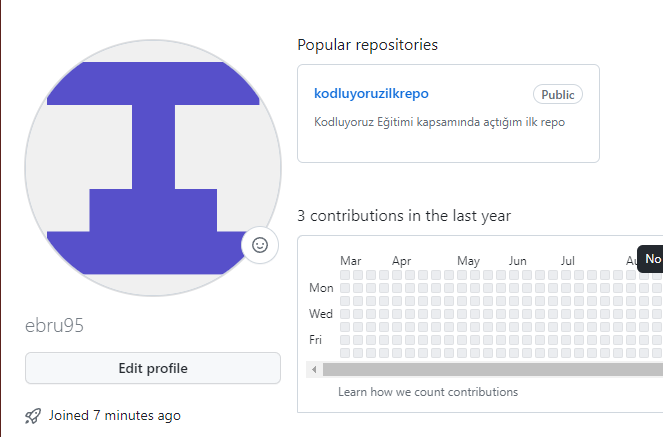 Popular repositories
kodluyoruzilkrepo
Public
Kodluyoruz Eğitimi kapsamında açtığım ilk repo
3 contributions in the last year
Mar Apr May Jun Jul
No
Mon
Wed
Fri
Learn how we count contributions
ebru95
Edit profile
Joined 7 minutes ago